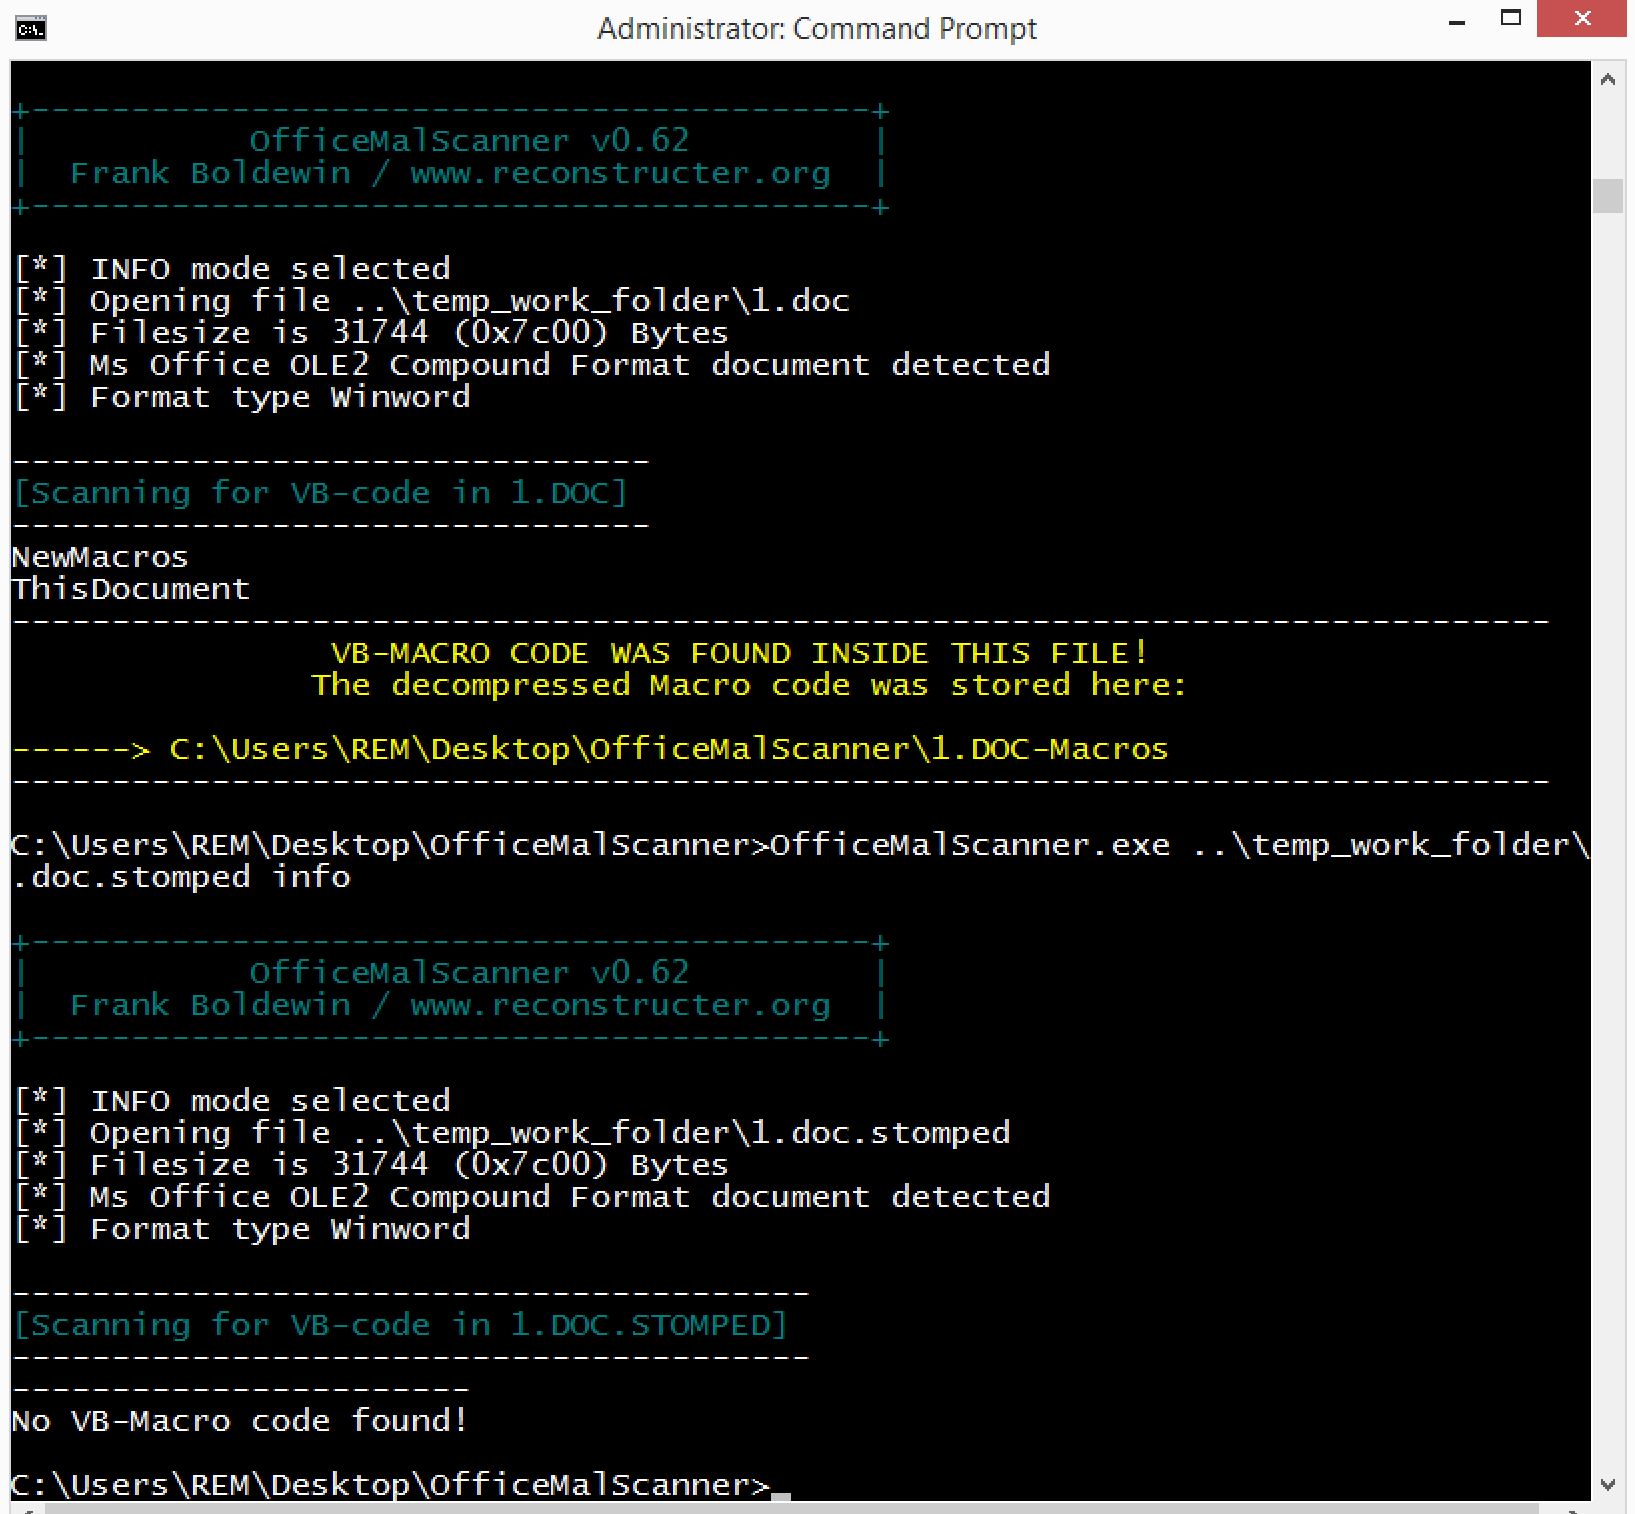 Administrator: Command Prompt
+------------------------------------------+
|           OfficeMalScanner v0.62         |
|  Frank Boldewin / www.reconstructer.org  |
+------------------------------------------+
[*] INFO mode selected
[*] Opening file ..\temp_work_folder\1.doc
[*] Filesize is 31744 (0x7c00) Bytes
[*] Ms Office OLE2 Compound Format document detected
[*] Format type Winword
--------------------------------
[Scanning for VB-code in 1.DOC]
--------------------------------
NewMacros
ThisDocument
-----------------------------------------------------------------------------
VB-MACRO CODE WAS FOUND INSIDE THIS FILE!
The decompressed Macro code was stored here:
------> C:\Users\REM\Desktop\OfficeMalScanner\1.DOC-Macros
-----------------------------------------------------------------------------
C:\Users\REM\Desktop\OfficeMalScanner>OfficeMalScanner.exe ..\temp_work_folder\
.doc.stomped info
+------------------------------------------+
|           OfficeMalScanner v0.62         |
|  Frank Boldewin / www.reconstructer.org  |
+------------------------------------------+
[*] INFO mode selected
[*] Opening file ..\temp_work_folder\1.doc.stomped
[*] Filesize is 31744 (0x7c00) Bytes
[*] Ms Office OLE2 Compound Format document detected
[*] Format type Winword
----------------------------------------
[Scanning for VB-code in 1.DOC.STOMPED]
----------------------------------------
-----------------------
No VB-Macro code found!
C:\Users\REM\Desktop\OfficeMalScanner>_